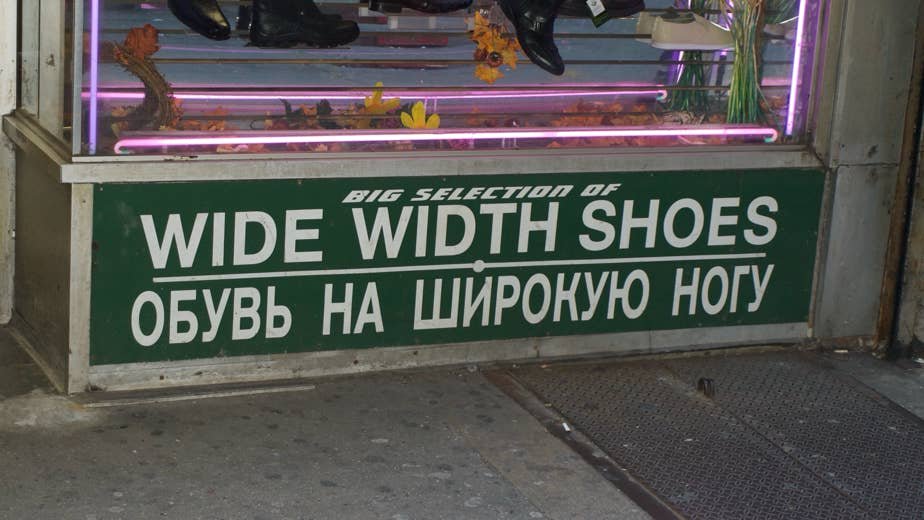 BIG SELECTION OF
WIDE WIDTH SHOES
ОБУВЬ НА ШИРОКУЮ НОГУ